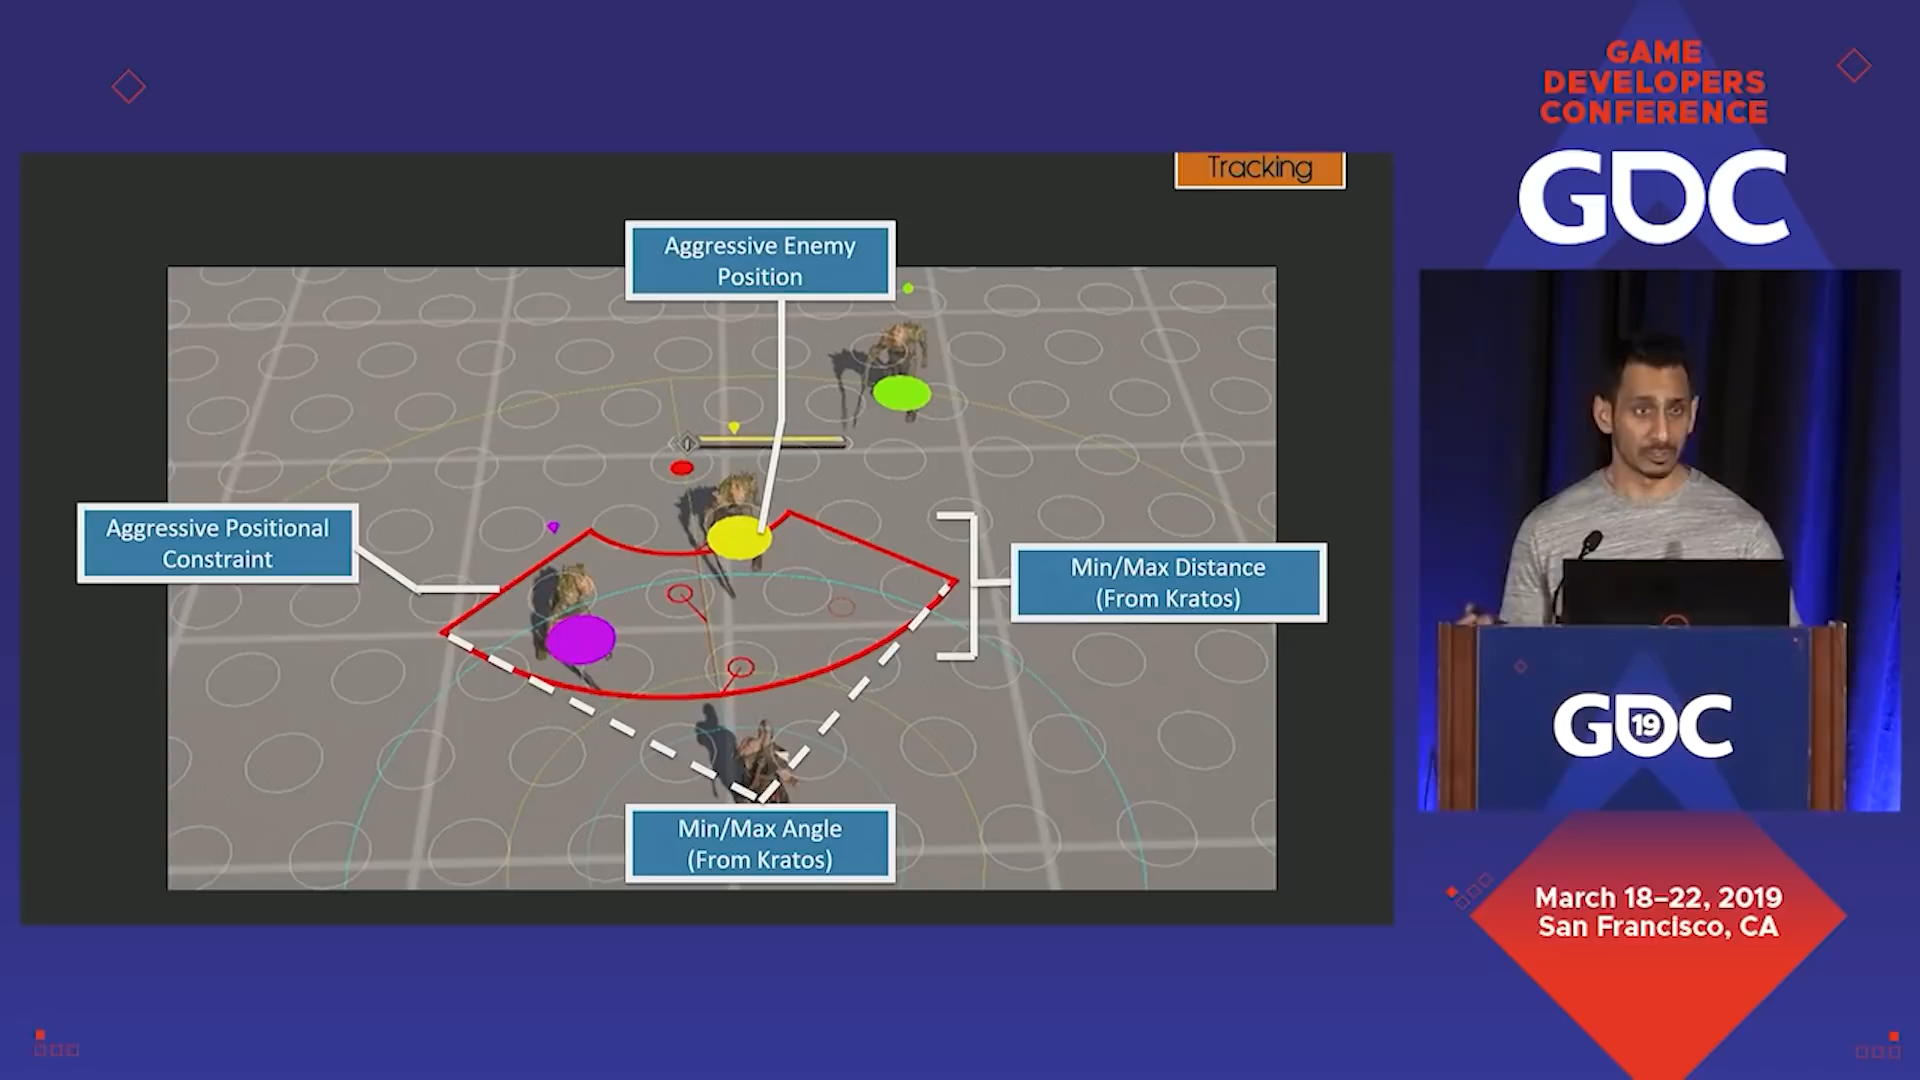 Tracking
Aggressive Enemy
Position
Aggressive Positional
Constraint
Min/Max Distance
(From Kratos)
Min/Max Angle
(From Kratos)
GAME
DEVELOPERS
CONFERENCE
GDC
GDC
19
March 18–22, 2019
San Francisco, CA